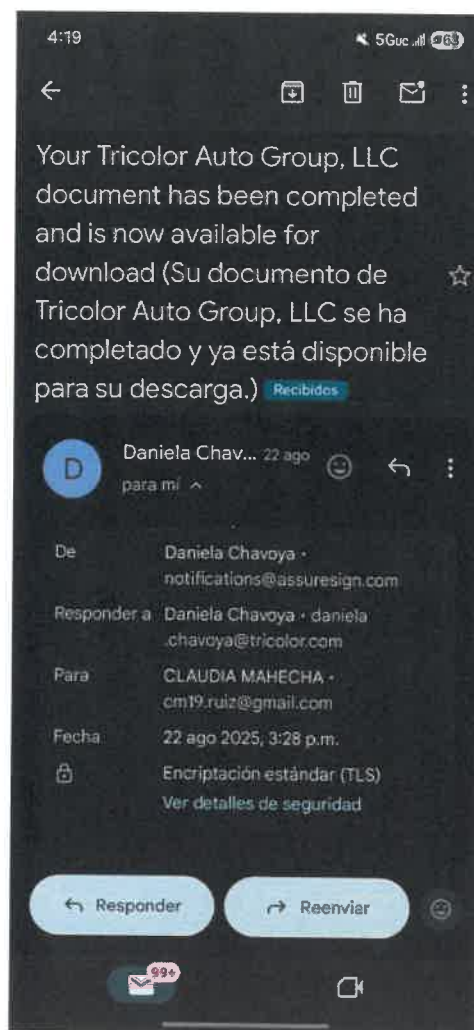 4:19 5Guc 63
Your Tricolor Auto Group, LLC
document has been completed
and is now available for
download (Su documento de
Tricolor Auto Group, LLC se ha
completado y ya está disponible
para su descarga.) Recibidos
D
Daniela Chav... 22 ago
para mí
De Daniela Chavoya •
notifications@assuresign.com
Responder a Daniela Chavoya • daniela
.chavoya@tricolor.com
Para CLAUDIA MAHECHA •
cm19.ruiz@gmail.com
Fecha 22 ago 2025, 3:28 p.m.
Encriptación estándar (TLS)
Ver detalles de seguridad
Responder Reenviar
99+